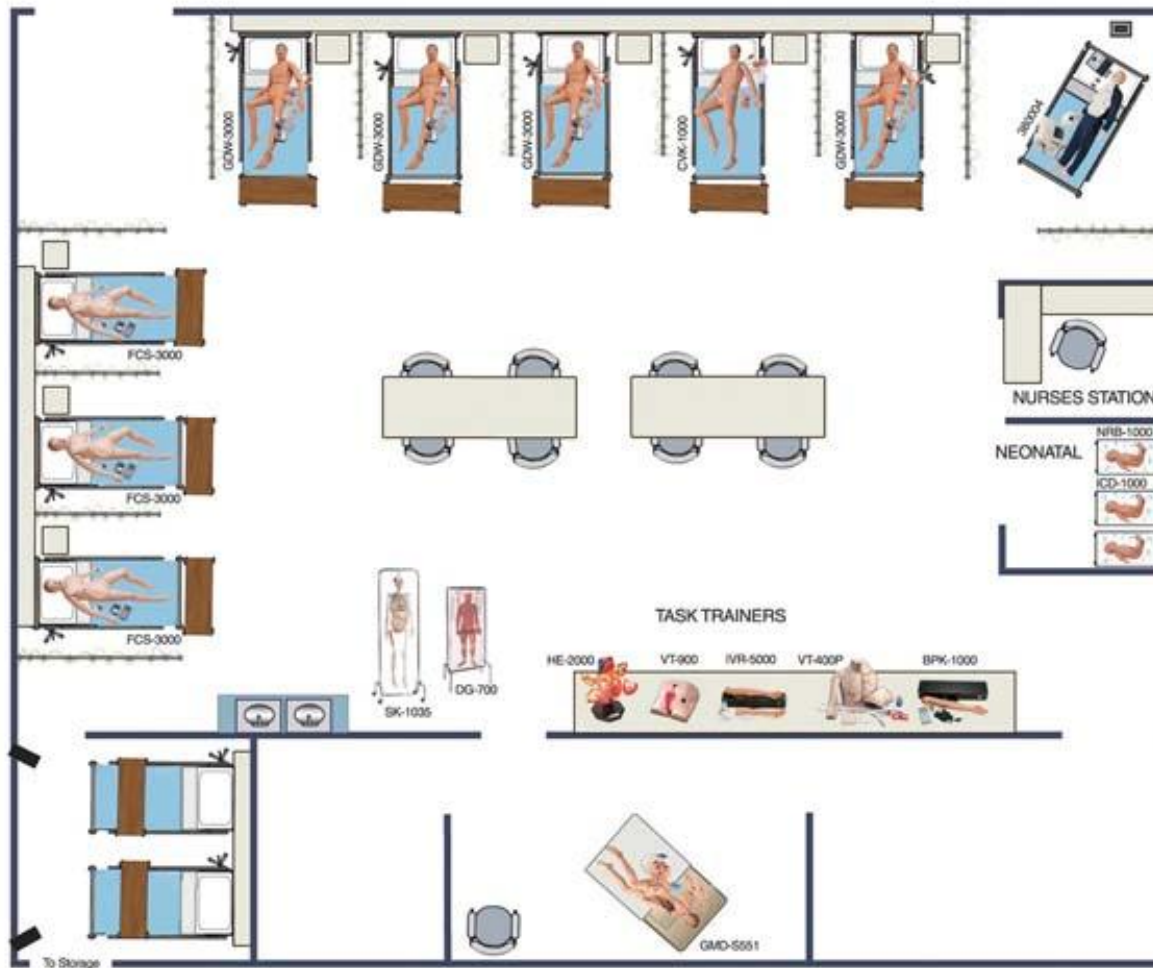 GDW-3000
GDW-3000
GDW-3000
CVK-1000
GDW-3000
380004
FCS-3000
FCS-3000
FCS-3000
NURSES STATION
NEONATAL
NRB-1000
ICD-1000
TASK TRAINERS
HE-2000
VT-900
IVR-5000
VT-400P
BPK-1000
SK-1035
DG-700
GMD-S551
To Storage